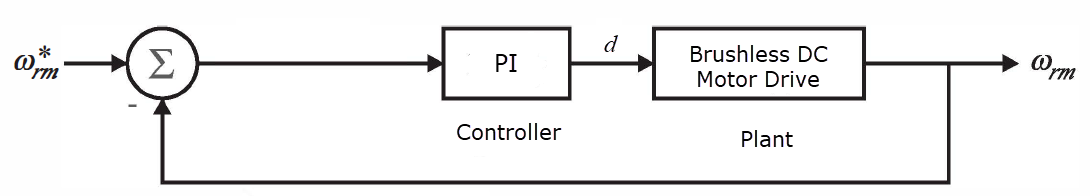 ω*rm
Σ
-
PI
d
Brushless DC
Motor Drive
ωrm
Controller
Plant